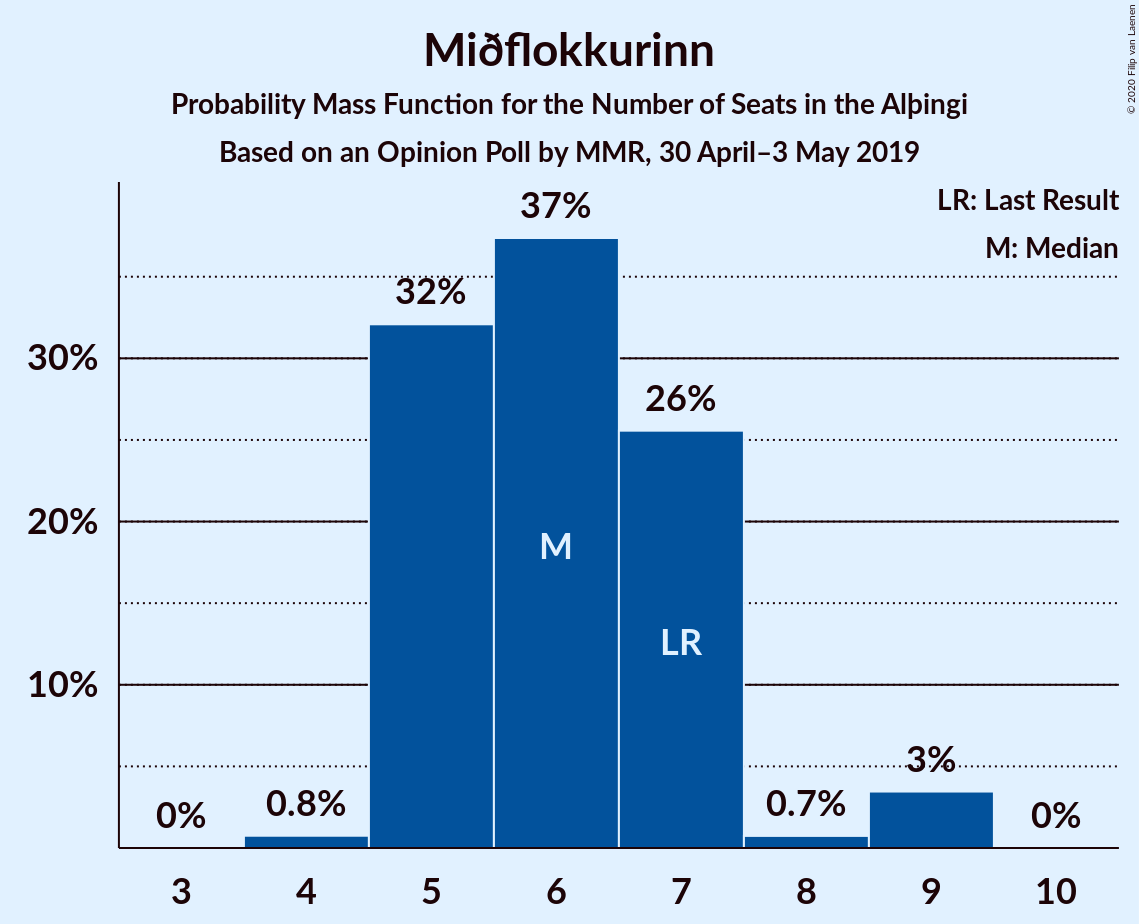 Miðflokkurinn
Probability Mass Function for the Number of Seats in the Alþingi
Based on an Opinion Poll by MMR, 30 April–3 May 2019
© 2020 Filip van Laenen
LR: Last Result
M: Median
37%
32%
30%
26%
20%
M
LR
10%
3%
0%
0.8%
0.7%
0%
3 4 5 6 7 8 9 10